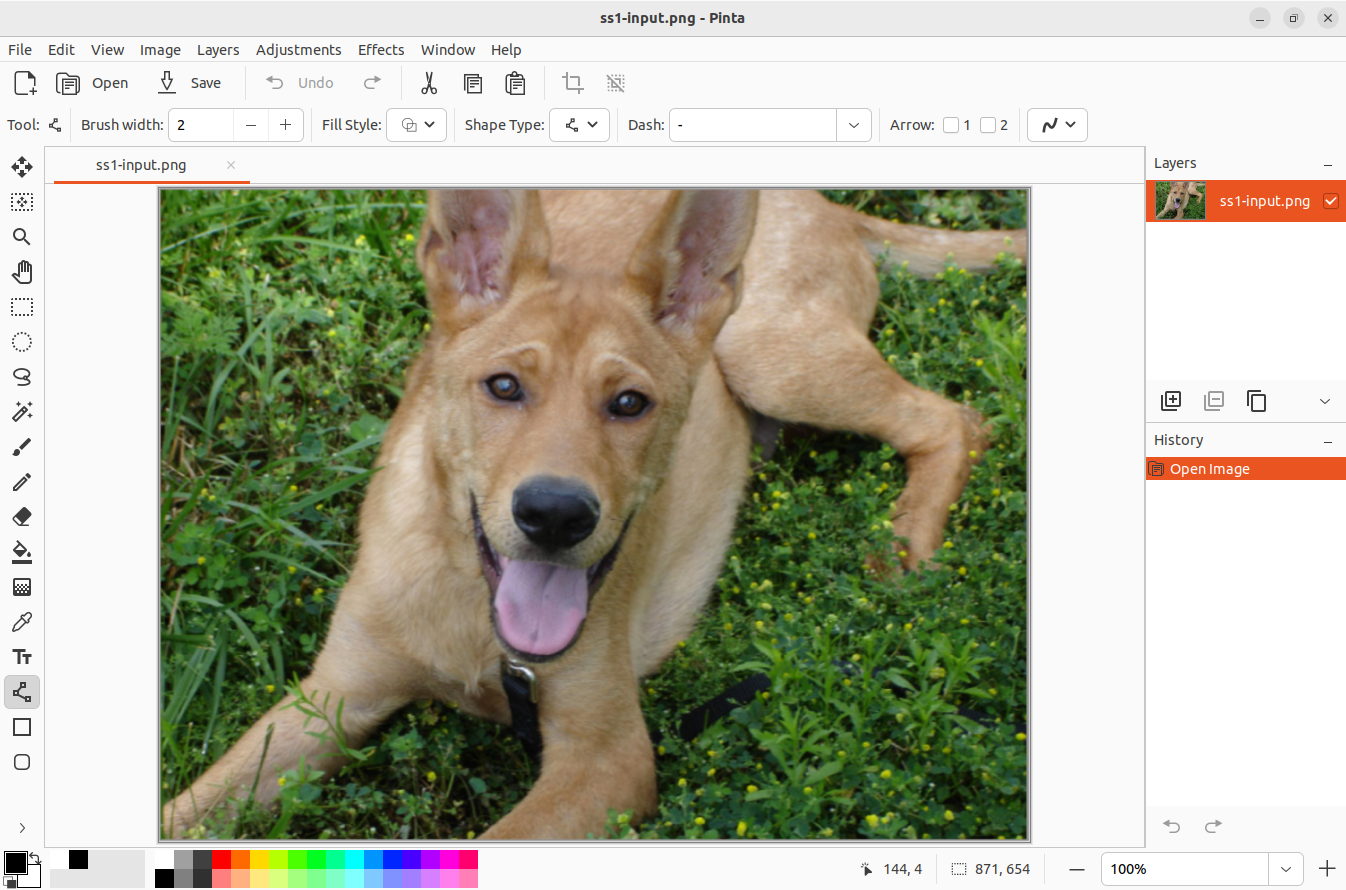 ss1-input.png - Pinta
File Edit View Image Layers Adjustments Effects Window Help
Open Save Undo
Tool: Brush width: 2 Fill Style: Shape Type: Dash: - Arrow: 1 2
ss1-input.png
Layers
ss1-input.png
History
Open Image
144, 4 871, 654 100%